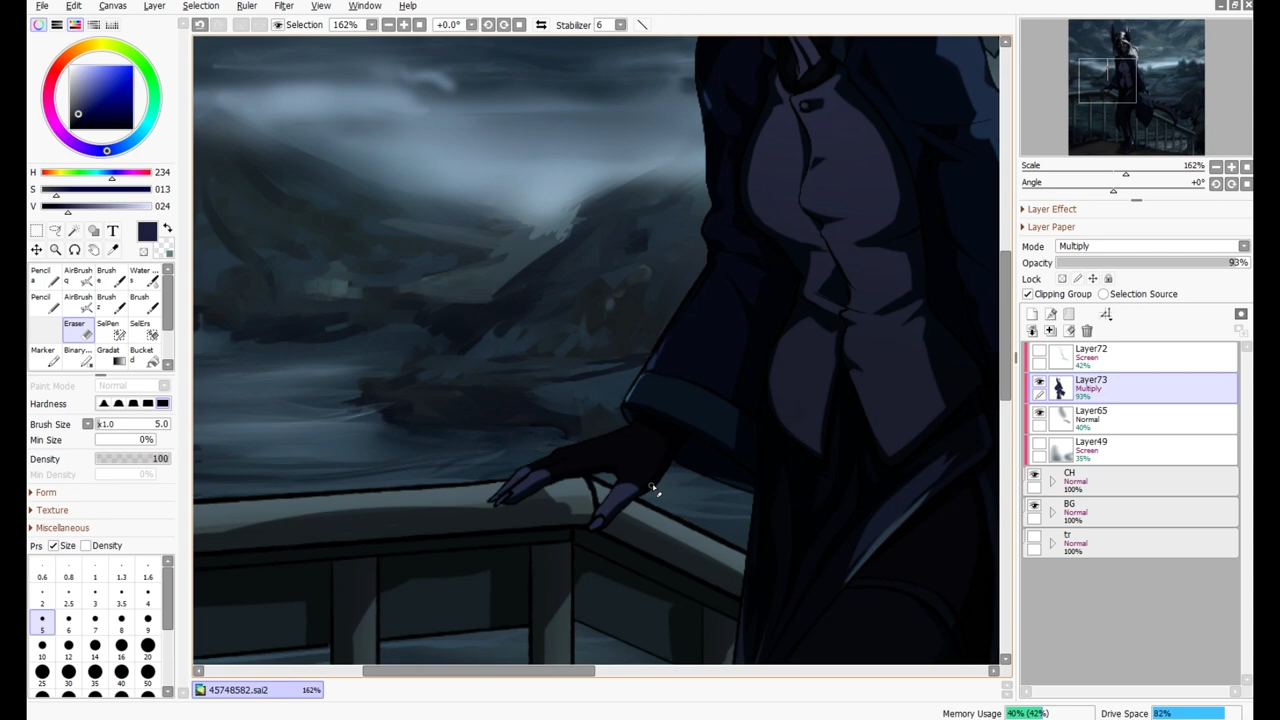 File Edit Canvas Layer Selection Ruler Filter View Window Help
Selection 162% +0.0° Stabilizer 6
H 234
S 013
V 024
T
Pencil a AirBrush q Brush e Water ... s
Pencil AirBrush Brush z Brush
Eraser SelPen SelErs
Marker Binary... Gradat Bucket d
Paint Mode Normal
Hardness
Brush Size x1.0 5.0
Min Size 0%
Density 100
Min Density 0%
Form
Texture
Miscellaneous
Prs Size Density
0.6 0.8 1 1.3 1.6
2 2.5 3 3.5 4
5 6 7 8 9
10 12 14 16 20
25 30 35 40 50
45748582.sai2 162%
Scale 162%
Angle +0°
Layer Effect
Layer Paper
Mode Multiply
Opacity 93%
Lock
Clipping Group Selection Source
Layer72
Screen
42%
Layer73
Multiply
93%
Layer65
Normal
40%
Layer49
Screen
35%
CH
Normal
100%
BG
Normal
100%
tr
Normal
100%
Memory Usage 40% (42%) Drive Space 82%